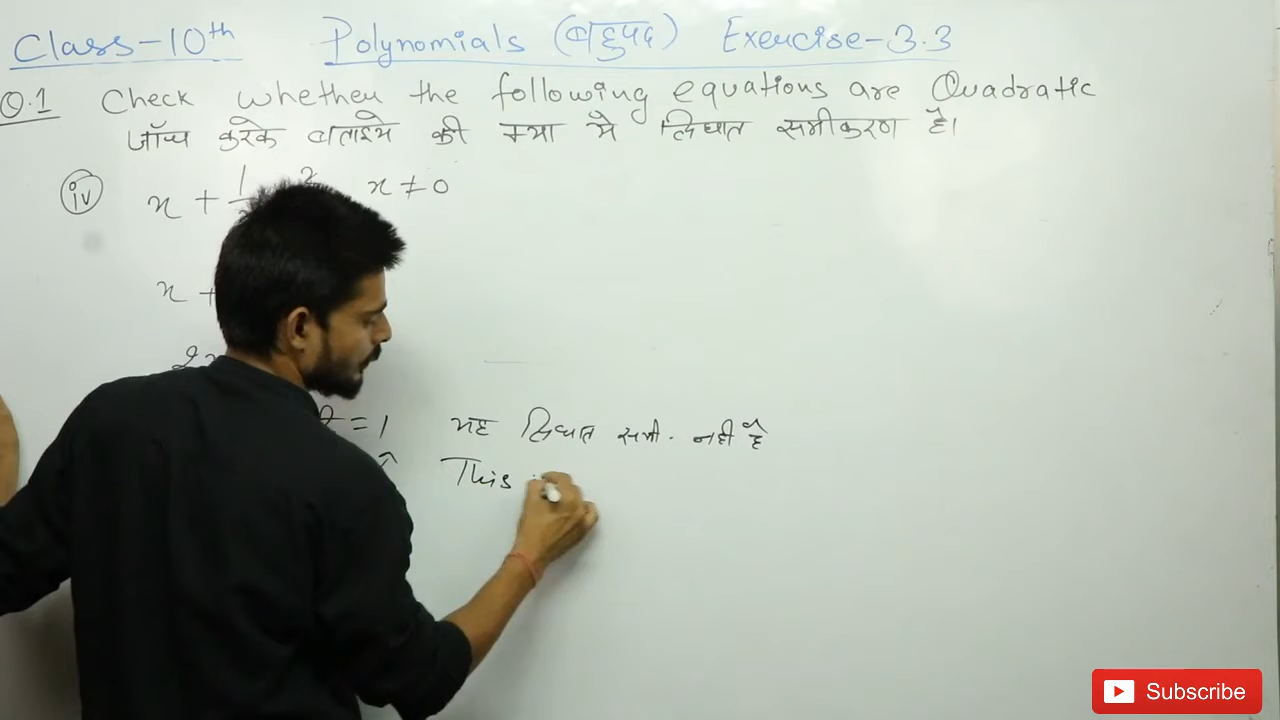 Class-10th Polynomials (बहुपद) Exercise-3.3
Q.1 Check whether the following equations are Quadratic
जाँच करके बताइये की क्या ये द्विघात समीकरण है।
iv x + 1 2 x ≠ 0
x +
2x
= 1 यह द्विघात समी. नहीं है
This
Subscribe